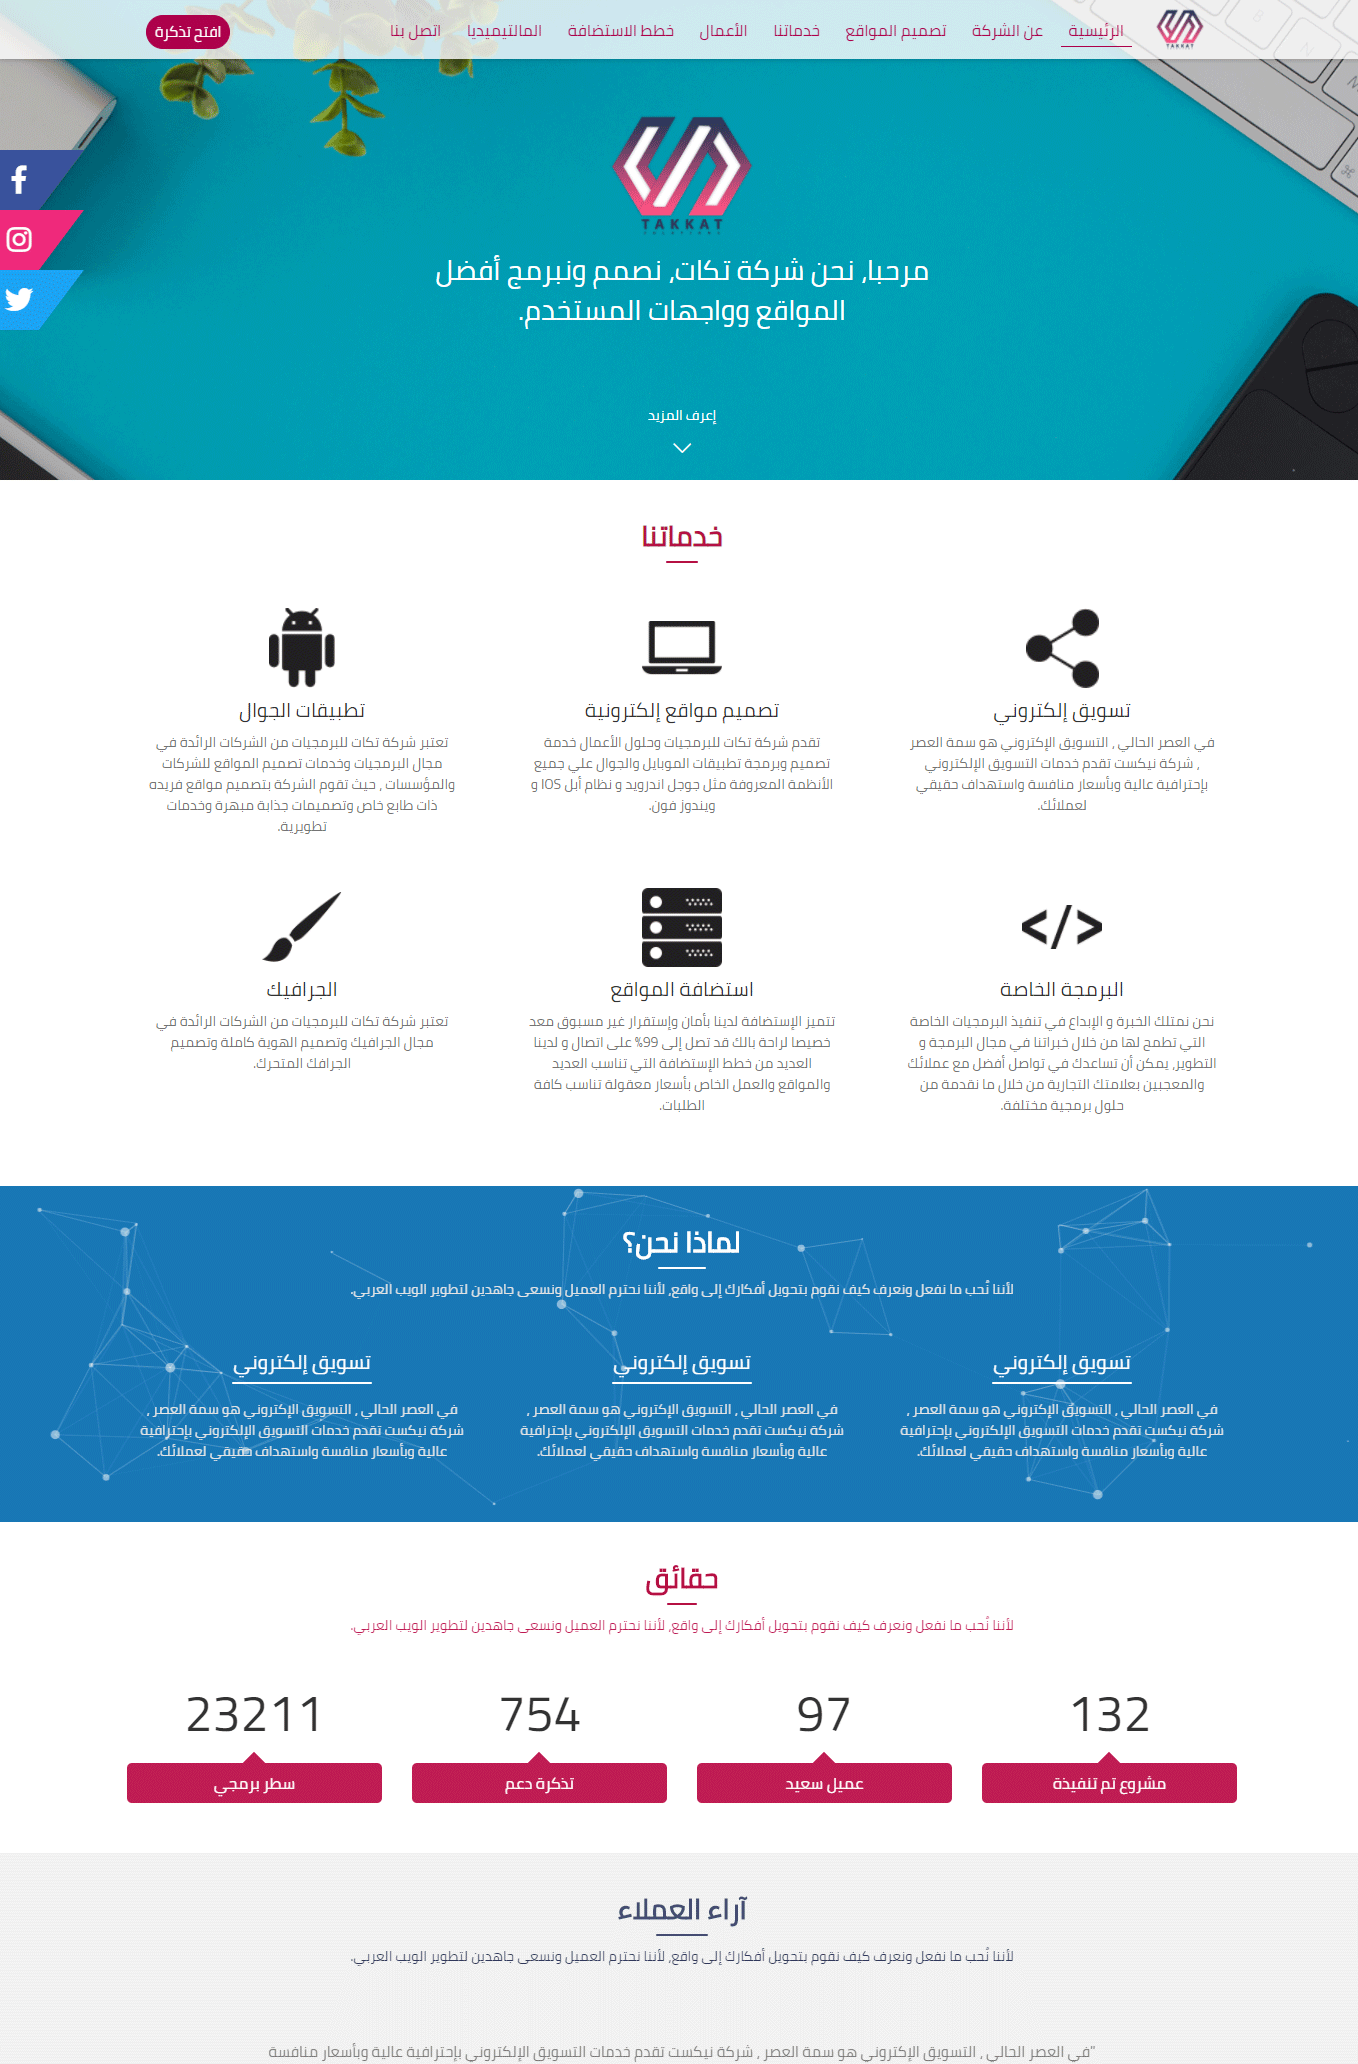 TAKKAT
الرئيسية
عن الشركة
تصميم المواقع
خدماتنا
الأعمال
خطط الاستضافة
المالتيميديا
اتصل بنا
افتح تذكرة
TAKKAT
مرحبا, نحن شركة تكات, نصمم ونبرمج أفضل
المواقع وواجهات المستخدم.
إعرف المزيد
خدماتنا
تسويق إلكتروني
في العصر الحالي , التسويق الإكتروني هو سمة العصر
, شركة نيكست تقدم خدمات التسويق الإلكتروني
بإحترافية عالية وبأسعار منافسة واستهداف حقيقي
لعملائك.
تصميم مواقع إلكترونية
تقدم شركة تكات للبرمجيات وحلول الأعمال خدمة
تصميم وبرمجة تطبيقات الموبايل والجوال علي جميع
الأنظمة المعروفة مثل جوجل اندرويد و نظام أبل IOS و
ويندوز فون.
تطبيقات الجوال
تعتبر شركة تكات للبرمجيات من الشركات الرائدة في
مجال البرمجيات وخدمات تصميم المواقع للشركات
والمؤسسات , حيث تقوم الشركة بتصميم مواقع فريده
ذات طابع خاص وتصميمات جذابة مبهرة وخدمات
تطويرية.
البرمجة الخاصة
نحن نمتلك الخبرة و الإبداع في تنفيذ البرمجيات الخاصة
التي تطمح لها من خلال خبراتنا في مجال البرمجة و
التطوير, يمكن أن تساعدك في تواصل أفضل مع عملائك
والمعجبين بعلامتك التجارية من خلال ما نقدمة من
حلول برمجية مختلفة.
استضافة المواقع
تتميز الإستضافة لدينا بأمان وإستقرار غير مسبوق معد
خصيصا لراحة بالك قد تصل إلى 99% على اتصال و لدينا
العديد من خطط الإستضافة التي تناسب العديد
والمواقع والعمل الخاص بأسعار معقولة تناسب كافة
الطلبات.
الجرافيك
تعتبر شركة تكات للبرمجيات من الشركات الرائدة في
مجال الجرافيك وتصميم الهوية كاملة وتصميم
الجرافك المتحرك.
لماذا نحن؟
لأننا نُحب ما نفعل ونعرف كيف نقوم بتحويل أفكارك إلى واقع, لأننا نحترم العميل ونسعى جاهدين لتطوير الويب العربي.
تسويق إلكتروني
في العصر الحالي , التسويق الإكتروني هو سمة العصر ,
شركة نيكست تقدم خدمات التسويق الإلكتروني بإحترافية
عالية وبأسعار منافسة واستهداف حقيقي لعملائك.
تسويق إلكتروني
في العصر الحالي , التسويق الإكتروني هو سمة العصر ,
شركة نيكست تقدم خدمات التسويق الإلكتروني بإحترافية
عالية وبأسعار منافسة واستهداف حقيقي لعملائك.
تسويق إلكتروني
في العصر الحالي , التسويق الإكتروني هو سمة العصر ,
شركة نيكست تقدم خدمات التسويق الإلكتروني بإحترافية
عالية وبأسعار منافسة واستهداف حقيقي لعملائك.
حقائق
لأننا نُحب ما نفعل ونعرف كيف نقوم بتحويل أفكارك إلى واقع, لأننا نحترم العميل ونسعى جاهدين لتطوير الويب العربي.
132
مشروع تم تنفيذة
97
عميل سعيد
754
تذكرة دعم
23211
سطر برمجي
آراء العملاء
لأننا نُحب ما نفعل ونعرف كيف نقوم بتحويل أفكارك إلى واقع, لأننا نحترم العميل ونسعى جاهدين لتطوير الويب العربي.
"في العصر الحالي , التسويق الإكتروني هو سمة العصر , شركة نيكست تقدم خدمات التسويق الإلكتروني بإحترافية عالية وبأسعار منافسة